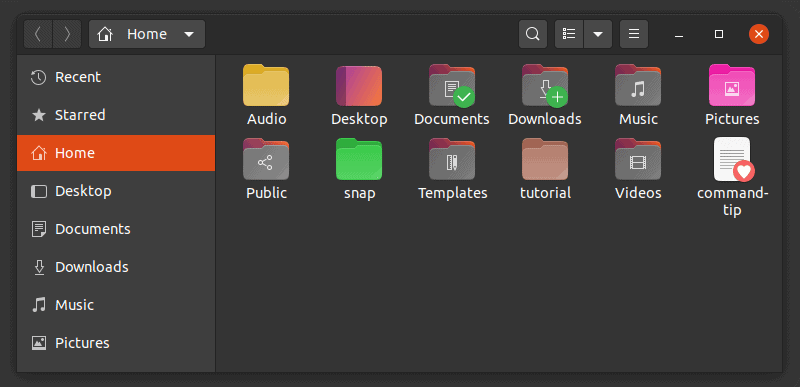 Home
Recent
Starred
Home
Desktop
Documents
Downloads
Music
Pictures
Audio
Desktop
Documents
Downloads
Music
Pictures
Public
snap
Templates
tutorial
Videos
command-
tip